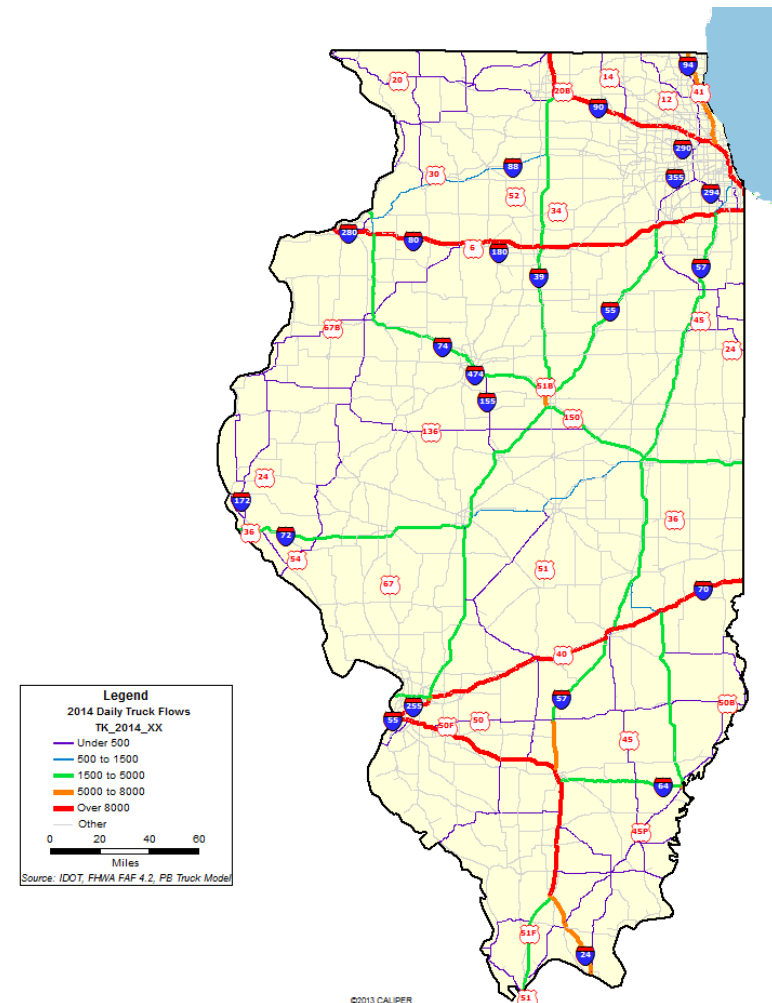 94
20
14
41
20B
12
90
290
88
355
30
294
52
34
280
80
6
180
57
39
55
45
67B
74
24
474
51B
155
150
136
24
172
36
36
72
54
51
67
70
40
57
255
50B
55
50F
50
45
64
45P
51F
24
51
Legend
2014 Daily Truck Flows
TK_2014_XX
Under 500
500 to 1500
1500 to 5000
5000 to 8000
Over 8000
Other
0 20 40 60
Miles
Source: IDOT, FHWA FAF 4.2, PB Truck Model
©2013 CALIPER